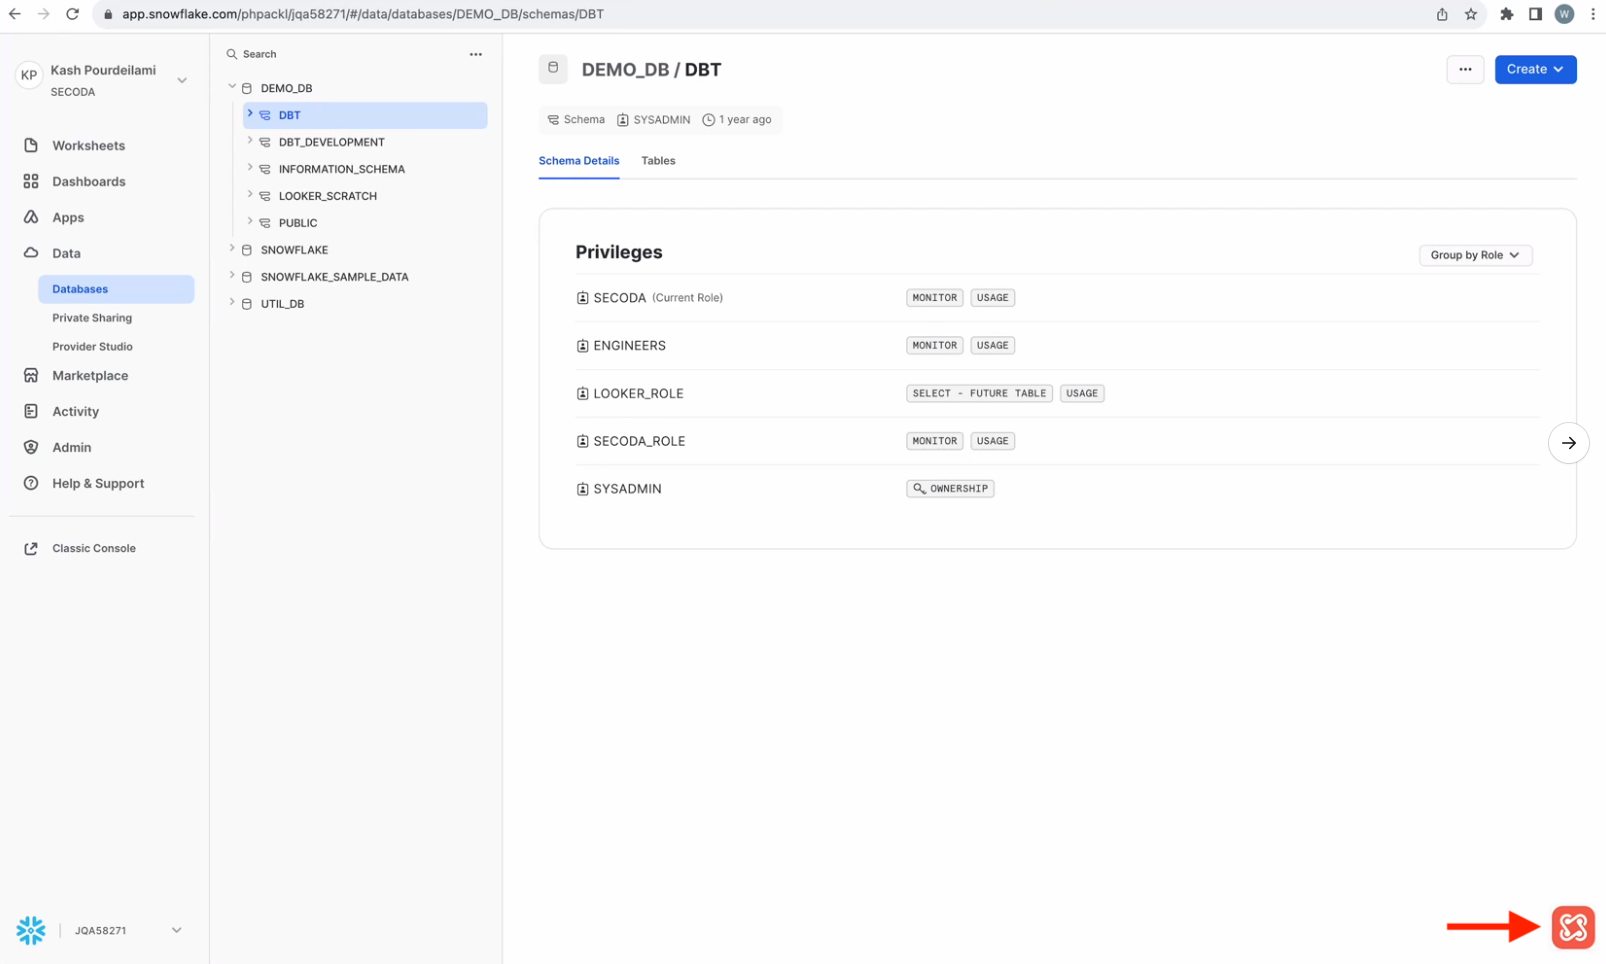 app.snowflake.com/phpackl/jqa58271/#/data/databases/DEMO_DB/schemas/DBT
W
KP
Kash Pourdeilami
SECODA
Worksheets
Dashboards
Apps
Data
Databases
Private Sharing
Provider Studio
Marketplace
Activity
Admin
Help & Support
Classic Console
JQA58271
Search
DEMO_DB
DBT
DBT_DEVELOPMENT
INFORMATION_SCHEMA
LOOKER_SCRATCH
PUBLIC
SNOWFLAKE
SNOWFLAKE_SAMPLE_DATA
UTIL_DB
DEMO_DB / DBT
Create
Schema SYSADMIN 1 year ago
Schema Details Tables
Privileges
Group by Role
SECODA (Current Role) MONITOR USAGE
ENGINEERS MONITOR USAGE
LOOKER_ROLE SELECT - FUTURE TABLE USAGE
SECODA_ROLE MONITOR USAGE
SYSADMIN OWNERSHIP